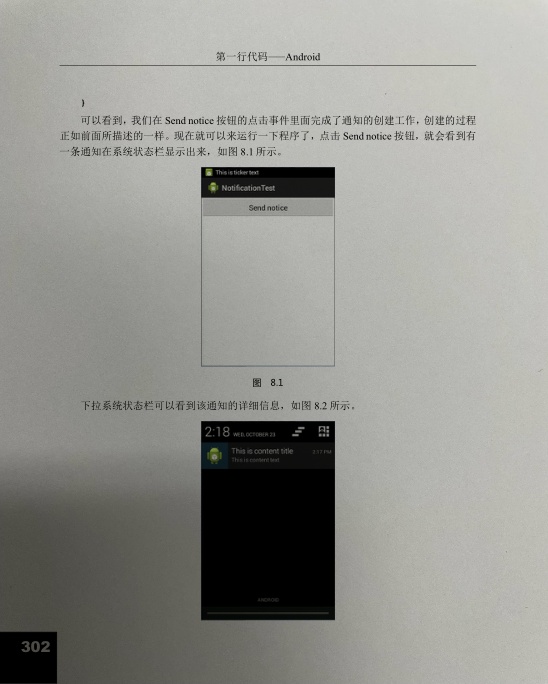 第一行代码——Android
}
可以看到，我们在 Send notice 按钮的点击事件里面完成了通知的创建工作，创建的过程
正如前面所描述的一样。现在就可以来运行一下程序了，点击 Send notice 按钮，就会看到有
一条通知在系统状态栏显示出来，如图 8.1 所示。
This is ticker text
NotificationTest
Send notice
图 8.1
下拉系统状态栏可以看到该通知的详细信息，如图 8.2 所示。
2:18 WED, OCTOBER 23
This is content title 2:17 PM
This is content text
ANDROID
302